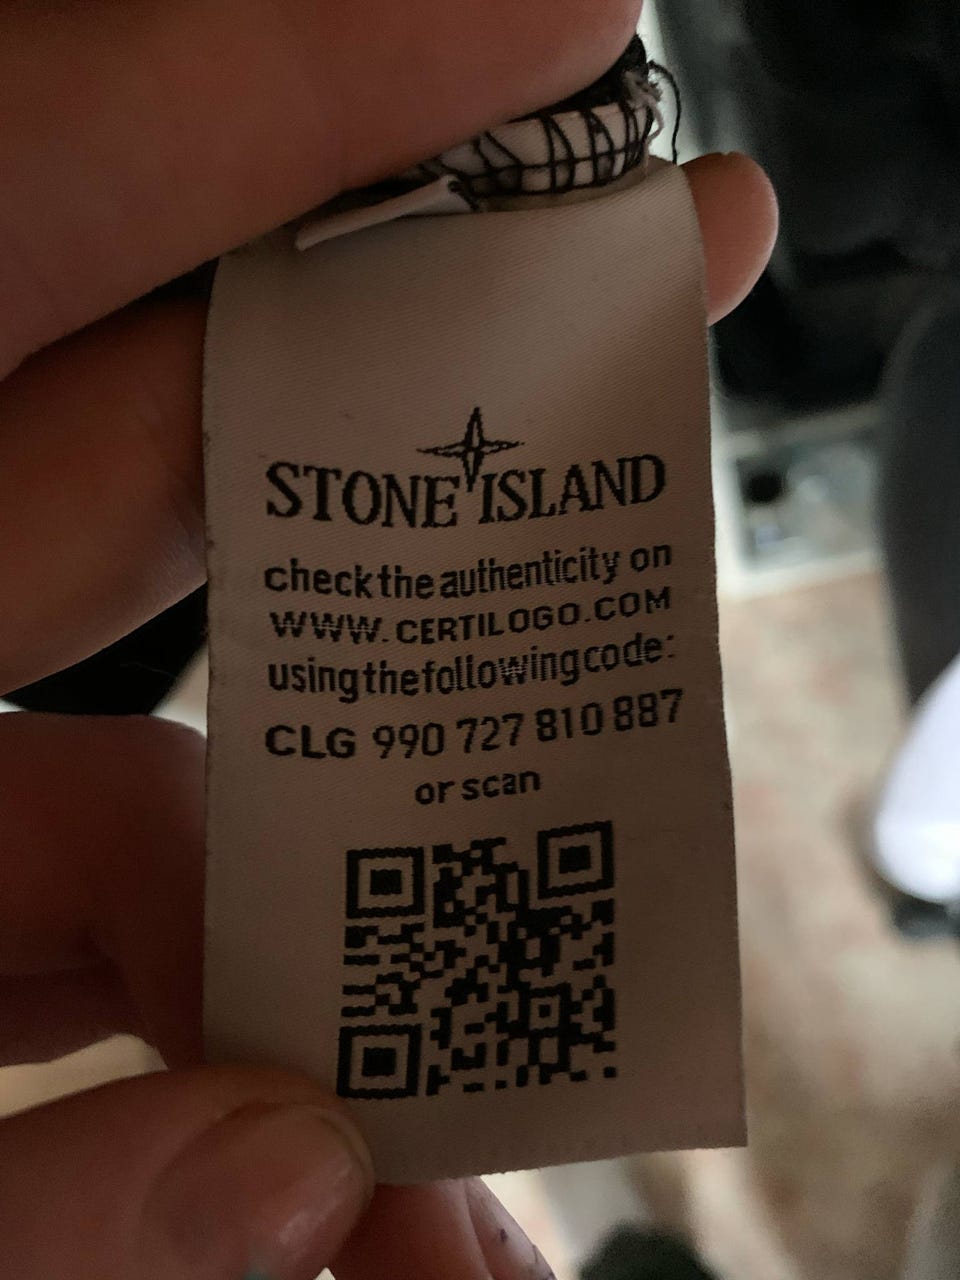 STONE ISLAND
check the authenticity on
WWW.CERTILOGO.COM
using the following code:
CLG 990 727 810 887
or scan